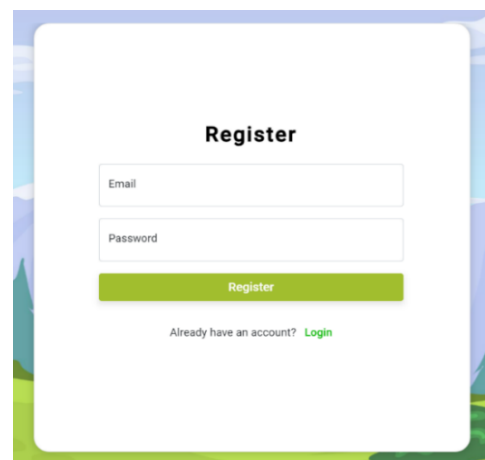 Register
Email
Password
Register
Already have an account? Login